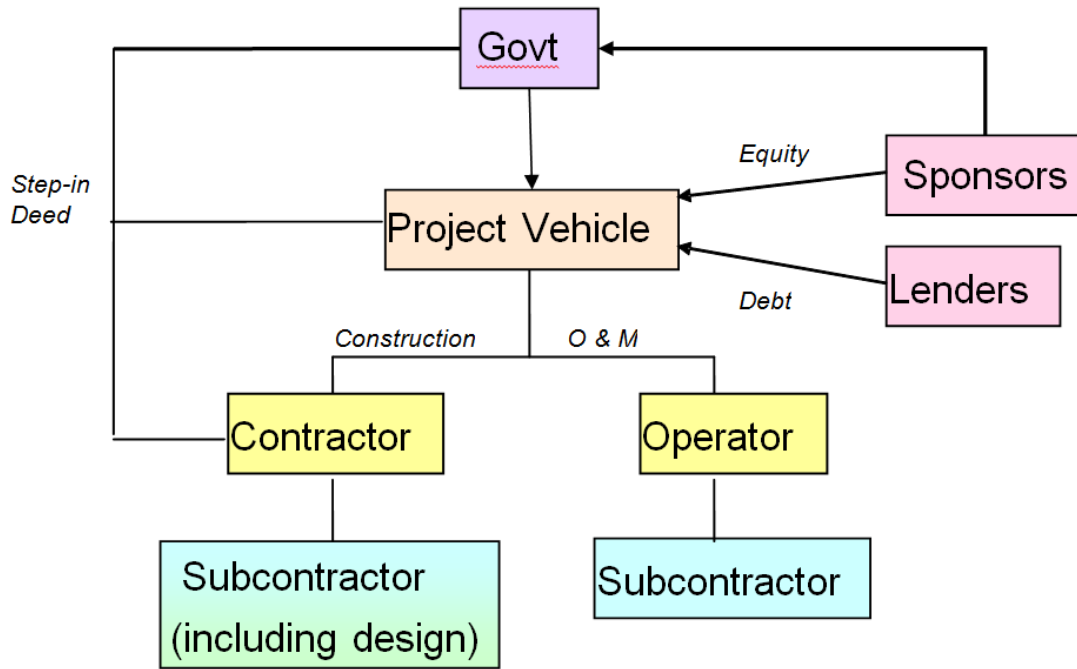 Govt
Equity
Sponsors
Step-in
Deed
Project Vehicle
Lenders
Debt
Construction
O & M
Contractor
Operator
Subcontractor
(including design)
Subcontractor